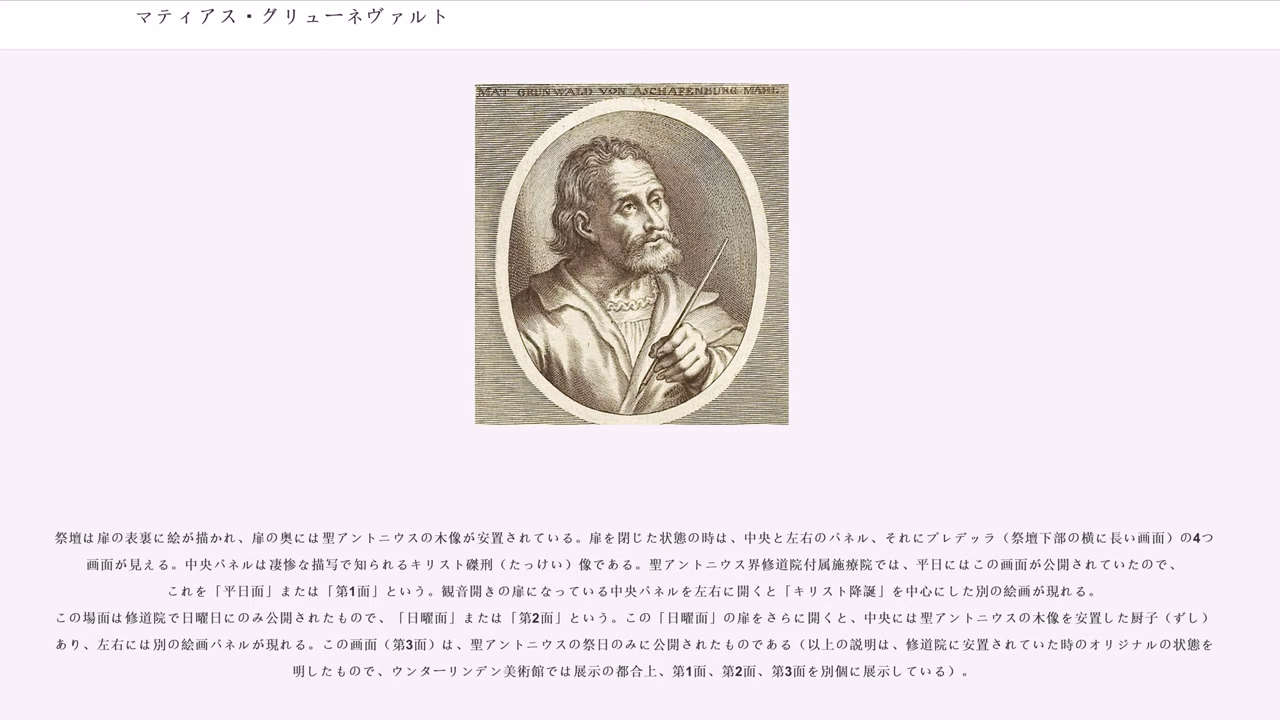 マティアス・グリューネヴァルト
MAT GRUNWALD VON ASCHAFENBURG MAHL
祭壇は扉の表裏に絵が描かれ、扉の奥には聖アントニウスの木像が安置されている。扉を閉じた状態の時は、中央と左右のパネル、それにプレデッラ（祭壇下部の横に長い画面）の4つ
画面が見える。中央パネルは凄惨な描写で知られるキリスト磔刑（たっけい）像である。聖アントニウス界修道院付属施療院では、平日にはこの画面が公開されていたので、
これを「平日面」または「第1面」という。観音開きの扉になっている中央パネルを左右に開くと「キリスト降誕」を中心にした別の絵画が現れる。
この場面は修道院で日曜日にのみ公開されたもので、「日曜面」または「第2面」という。この「日曜面」の扉をさらに開くと、中央には聖アントニウスの木像を安置した厨子（ずし）
あり、左右には別の絵画パネルが現れる。この画面（第3面）は、聖アントニウスの祭日のみに公開されたものである（以上の説明は、修道院に安置されていた時のオリジナルの状態を
明したもので、ウンターリンデン美術館では展示の都合上、第1面、第2面、第3面を別個に展示している）。